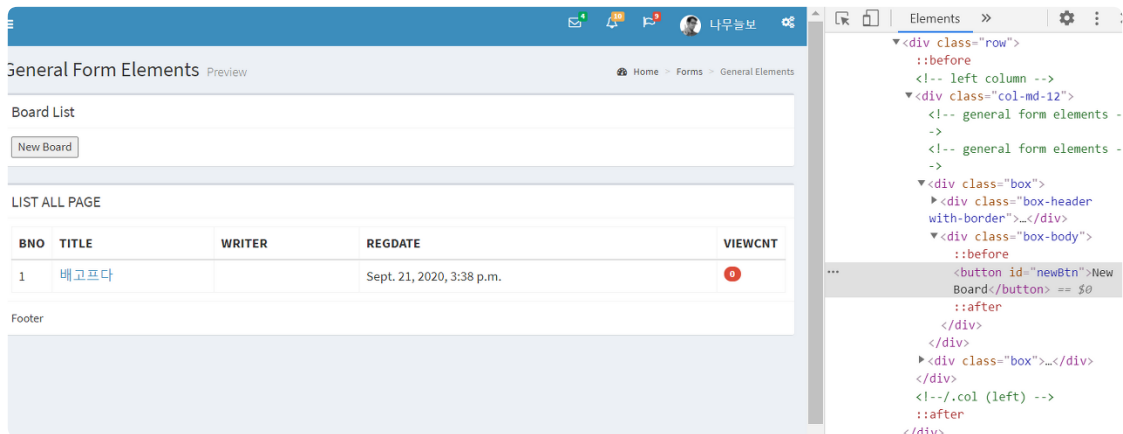 4
10
9
나무늘보
General Form Elements Preview
Home > Forms > General Elements
Board List
New Board
LIST ALL PAGE
BNO TITLE WRITER REGDATE VIEWCNT
1 배고프다 Sept. 21, 2020, 3:38 p.m. 0
Footer
Elements »
▼<div class="row">
::before
<!-- left column -->
▼<div class="col-md-12">
<!-- general form elements -
->
<!-- general form elements -
->
▼<div class="box">
▶<div class="box-header
with-border">…</div>
▼<div class="box-body">
::before
<button id="newBtn">New
Board</button> == $0
::after
</div>
</div>
▶<div class="box">…</div>
</div>
<!--/.col (left) -->
::after
</div>